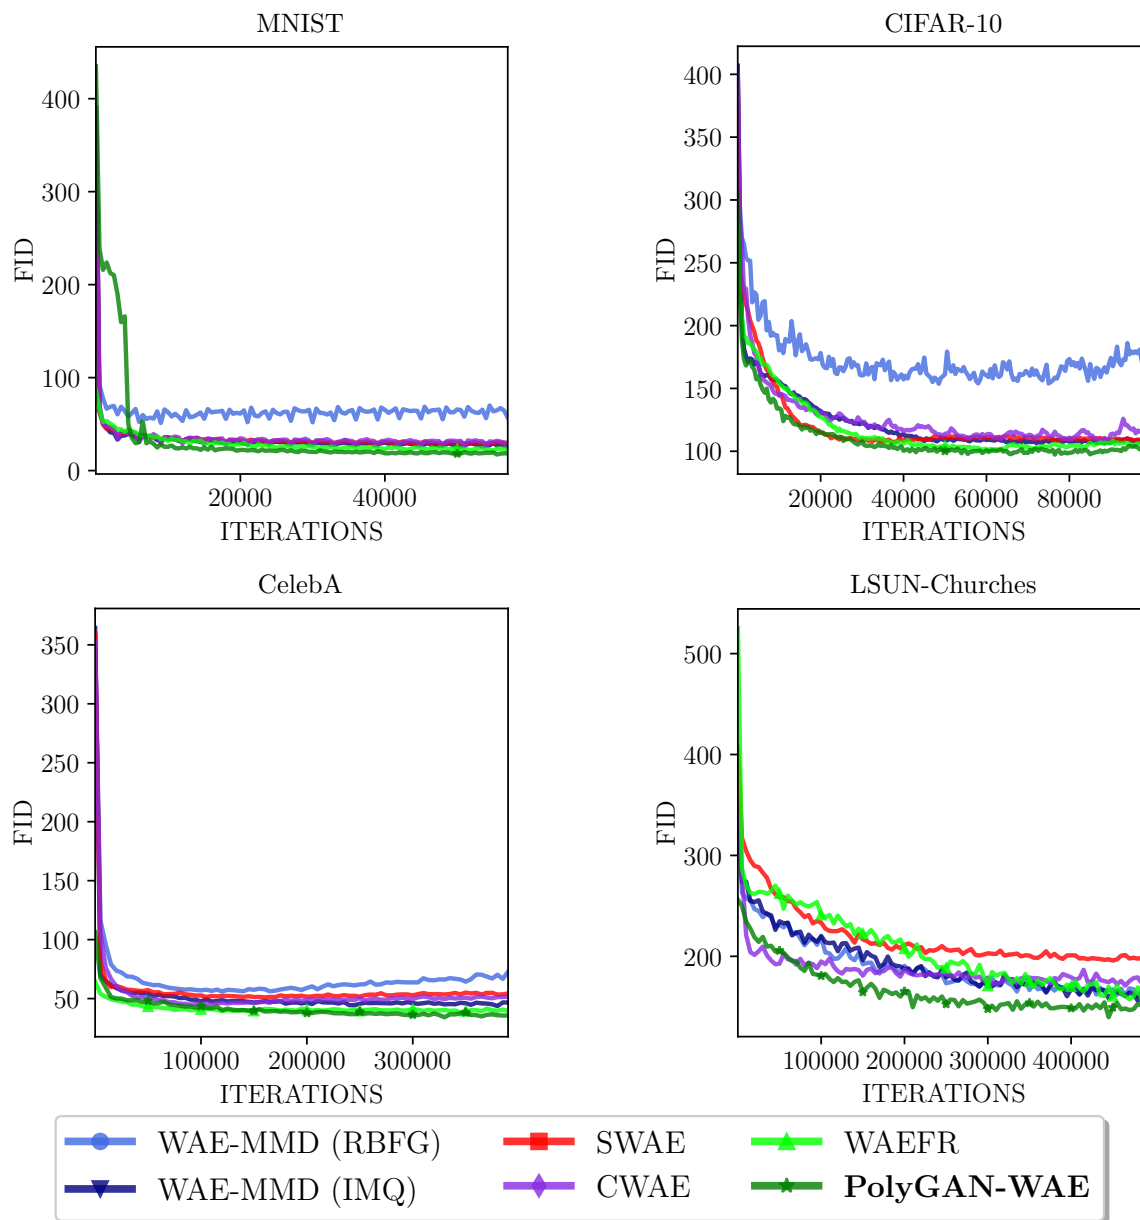 MNIST
CIFAR-10
400
300
200
100
0
FID
20000
40000
ITERATIONS
400
350
300
250
200
150
100
FID
20000
40000
60000
80000
ITERATIONS
CelebA
LSUN-Churches
350
300
250
200
150
100
50
FID
100000
200000
300000
ITERATIONS
500
400
300
200
FID
100000
200000
300000
400000
ITERATIONS
WAE-MMD (RBFG)
SWAE
WAEFR
WAE-MMD (IMQ)
CWAE
PolyGAN-WAE